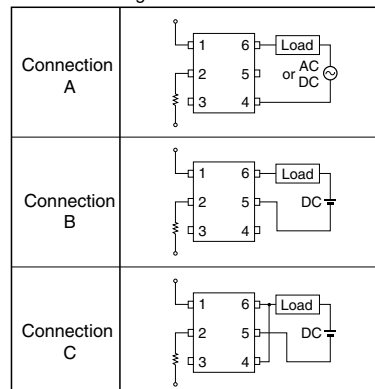 Connection
A
1 6 Load
2 5 or AC
DC
3 4
Connection
B
1 6 Load
2 5 DC
3 4
Connection
C
1 6 Load
2 5 DC
3 4